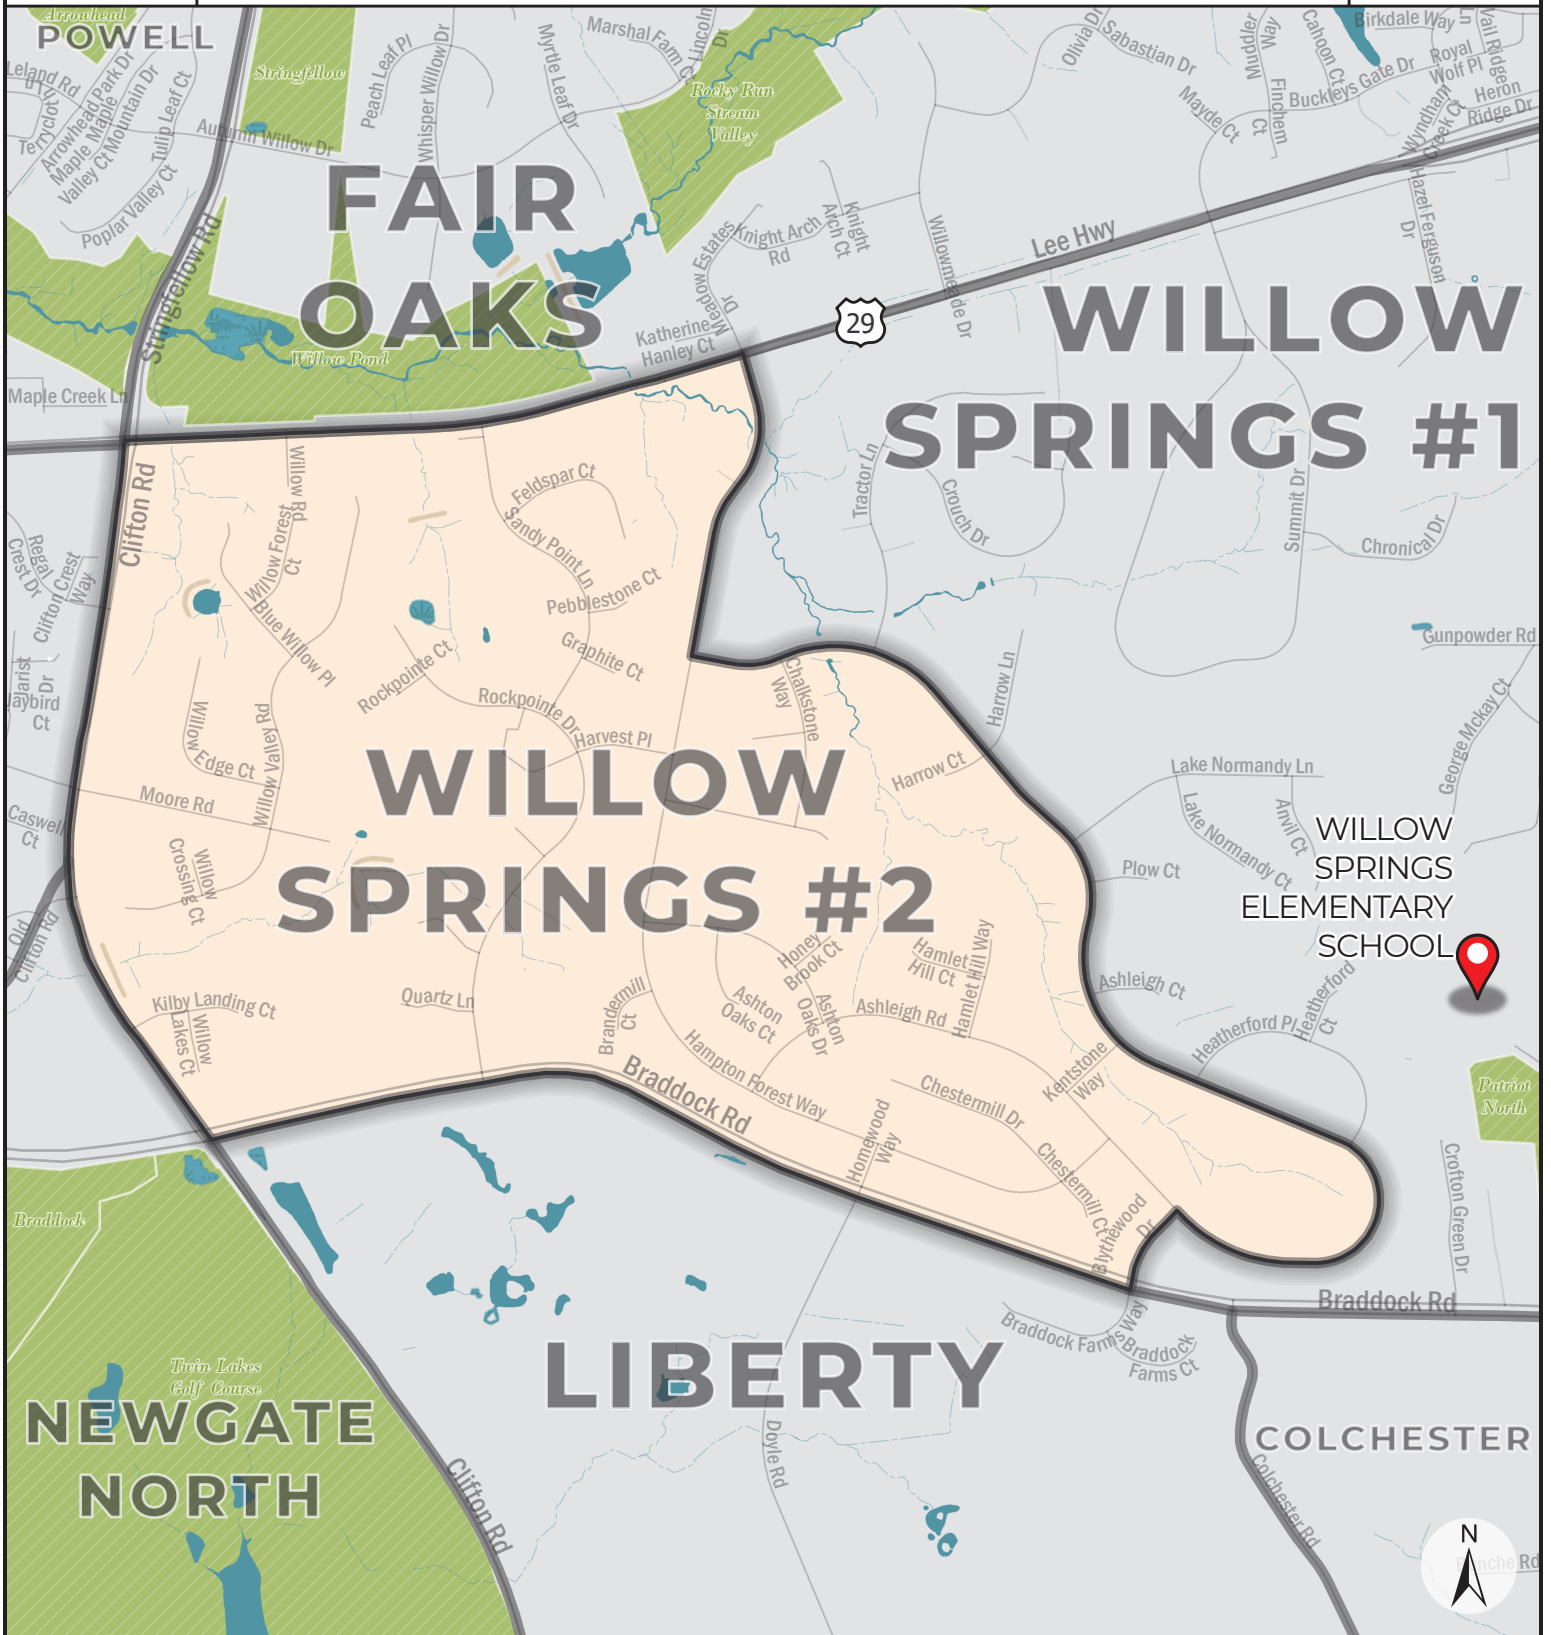 Arrowhead
POWELL
Leland Rd
Terryclot
Arrowhead Park Dr
Maple Maple
Valley Ct
Mountain Dr
Tulip Leaf Ct
Poplar Valley Ct
Stringfellow
Autumn Willow Dr
Peach Leaf Pl
Whisper Willow Dr
Myrtle Leaf Dr
Marshal Farm Ct
Lincoln
Dr
Rocky Run
Stream
Valley
Olivia Dr
Sabastian Dr
Mayde Ct
Windler
Way
Finchem
Ct
Cahoon Ct
Birkdale Way
Ln
Vail Ridge
Buckleys Gate Dr
Royal
Wolf Pl
Heron
Ridge Dr
Wyndham
Creek Ct
Hazel Ferguson
Dr
FAIR
OAKS
Stringfellow Rd
Willow Pond
Knight Arch
Rd
Knight
Arch Ct
Meadow Estates
Dr
Katherine
Hanley Ct
Willowmeade Dr
Lee Hwy
29
WILLOW
SPRINGS #1
Maple Creek Ln
Clifton Rd
Willow Rd
Willow Forest
Ct
Blue Willow Pl
Feldspar Ct
Sandy Point Ln
Pebblestone Ct
Graphite Ct
Tractor Ln
Crouch Dr
Summit Dr
Chronical Dr
Regal
Crest Dr
Clifton Crest
Way
Jarist
Dr
Jaybird
Ct
Gunpowder Rd
Rockpointe Ct
Rockpointe Dr
Harvest Pl
Chalkstone
Way
Harrow Ln
Harrow Ct
George Mckay Ct
Willow
Edge Ct
Willow Valley Rd
Moore Rd
Caswell
Ct
WILLOW
SPRINGS #2
Lake Normandy Ln
Lake Normandy Ct
Anvil Ct
Plow Ct
WILLOW
SPRINGS
ELEMENTARY
SCHOOL
Willow
Crossing Ct
Old
Clifton Rd
Kilby Landing Ct
Willow
Lakes Ct
Quartz Ln
Brandermill
Ct
Honey
Brook Ct
Ashton
Oaks Ct
Ashton
Oaks Dr
Hamlet
Hill Ct
Hamlet Hill Way
Ashleigh Rd
Ashleigh Ct
Heatherford Pl
Heatherford
Ct
Hampton Forest Way
Braddock Rd
Chestermill Dr
Kentstone
Way
Homewood
Way
Chestermill Ct
Blythewood
Dr
Patriot
North
Crofton Green Dr
Braddock
Braddock Rd
Braddock Farms Way
Braddock
Farms Ct
LIBERTY
Twin Lakes
Golf Course
NEWGATE
NORTH
Clifton Rd
Doyle Rd
COLCHESTER
Colchester Rd
N
Rd